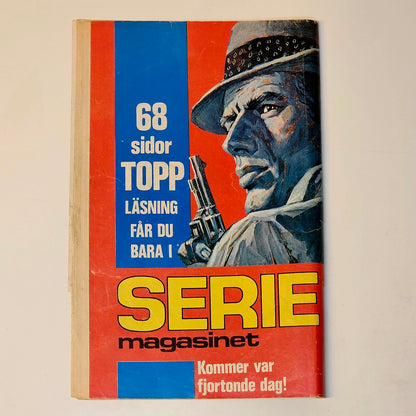 68
sidor
TOPP
LÄSNING
FÅR DU
BARA I
SERIE
magasinet
Kommer var
fjortonde dag!